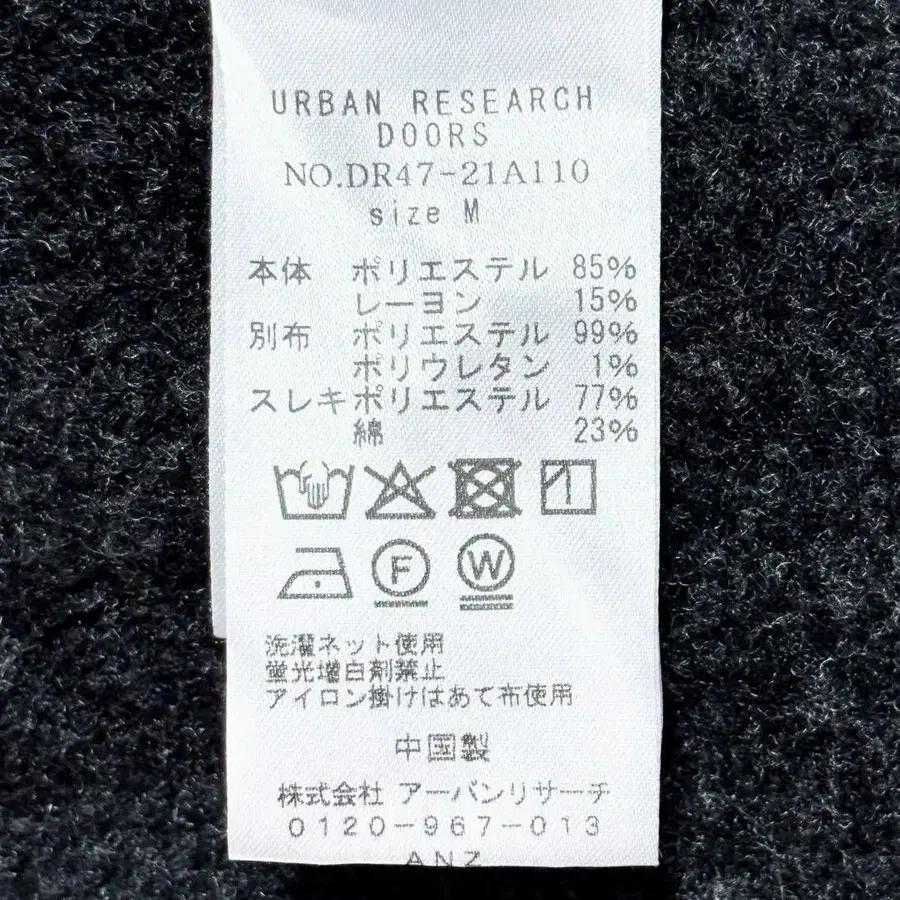 URBAN RESEARCH
DOORS
NO.DR47-21A110
size M
本体 ポリエステル 85%
レーヨン 15%
別布 ポリエステル 99%
ポリウレタン 1%
スレキ ポリエステル 77%
綿 23%
F W
洗濯ネット使用
蛍光増白剤禁止
アイロン掛けはあて布使用
中国製
株式会社 アーバンリサーチ
0120-967-013
ANZ